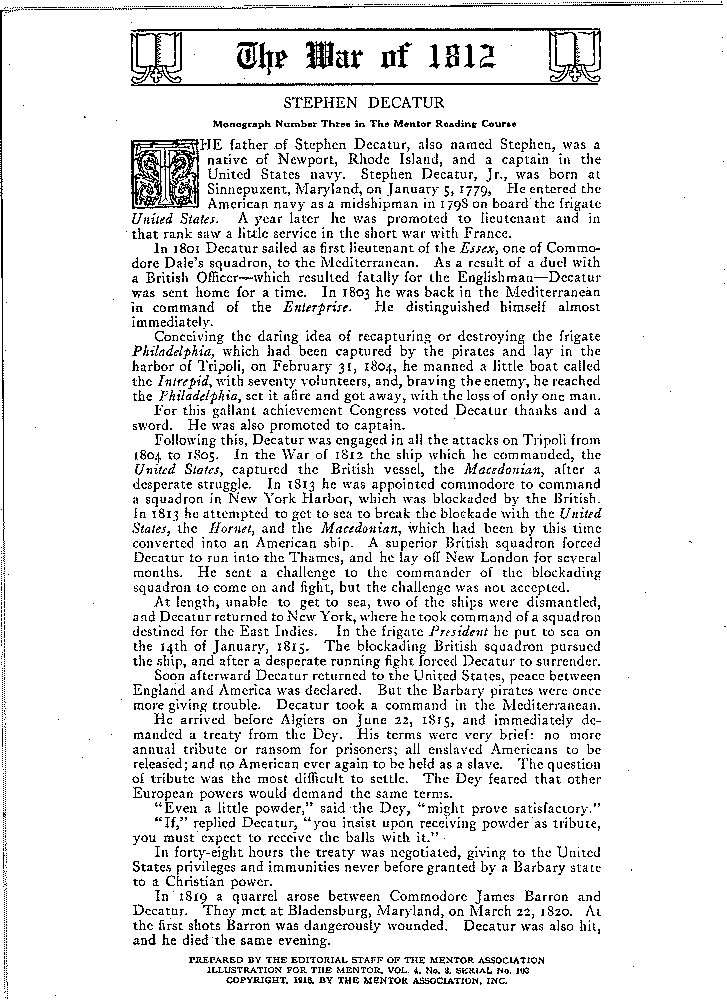 The War of 1812
STEPHEN DECATUR
Monograph Number Three in The Mentor Reading Course
THE father of Stephen Decatur, also named Stephen, was a
native of Newport, Rhode Island, and a captain in the
United States navy. Stephen Decatur, Jr., was born at
Sinnepuxent, Maryland, on January 5, 1779, He entered the
American navy as a midshipman in 1798 on board the frigate
United States. A year later he was promoted to lieutenant and in
that rank saw a little service in the short war with France.
In 1801 Decatur sailed as first lieutenant of the Essex, one of Commo-
dore Dale's squadron, to the Mediterranean. As a result of a duel with
a British Officer—which resulted fatally for the Englishman—Decatur
was sent home for a time. In 1803 he was back in the Mediterranean
in command of the Enterprise. He distinguished himself almost
immediately.
Conceiving the daring idea of recapturing or destroying the frigate
Philadelphia, which had been captured by the pirates and lay in the
harbor of Tripoli, on February 31, 1804, he manned a little boat called
the Intrepid, with seventy volunteers, and, braving the enemy, he reached
the Philadelphia, set it afire and got away, with the loss of only one man.
For this gallant achievement Congress voted Decatur thanks and a
sword. He was also promoted to captain.
Following this, Decatur was engaged in all the attacks on Tripoli from
1804 to 1805. In the War of 1812 the ship which he commanded, the
United States, captured the British vessel, the Macedonian, after a
desperate struggle. In 1813 he was appointed commodore to command
a squadron in New York Harbor, which was blockaded by the British.
In 1813 he attempted to get to sea to break the blockade with the United
States, the Hornet, and the Macedonian, which had been by this time
converted into an American ship. A superior British squadron forced
Decatur to run into the Thames, and he lay off New London for several
months. He sent a challenge to the commander of the blockading
squadron to come on and fight, but the challenge was not accepted.
At length, unable to get to sea, two of the ships were dismantled,
and Decatur returned to New York, where he took command of a squadron
destined for the East Indies. In the frigate President he put to sea on
the 14th of January, 1815. The blockading British squadron pursued
the ship, and after a desperate running fight forced Decatur to surrender.
Soon afterward Decatur returned to the United States, peace between
England and America was declared. But the Barbary pirates were once
more giving trouble. Decatur took a command in the Mediterranean.
He arrived before Algiers on June 22, 1815, and immediately de-
manded a treaty from the Dey. His terms were very brief: no more
annual tribute or ransom for prisoners; all enslaved Americans to be
released; and no American ever again to be held as a slave. The question
of tribute was the most difficult to settle. The Dey feared that other
European powers would demand the same terms.
"Even a little powder," said the Dey, "might prove satisfactory."
"If," replied Decatur, "you insist upon receiving powder as tribute,
you must expect to receive the balls with it."
In forty-eight hours the treaty was negotiated, giving to the United
States privileges and immunities never before granted by a Barbary state
to a Christian power.
In 1819 a quarrel arose between Commodore James Barron and
Decatur. They met at Bladensburg, Maryland, on March 22, 1820. At
the first shots Barron was dangerously wounded. Decatur was also hit,
and he died the same evening.
PREPARED BY THE EDITORIAL STAFF OF THE MENTOR ASSOCIATION
ILLUSTRATION FOR THE MENTOR, VOL. 4, No. 3, SERIAL No. 103
COPYRIGHT, 1916, BY THE MENTOR ASSOCIATION, INC.